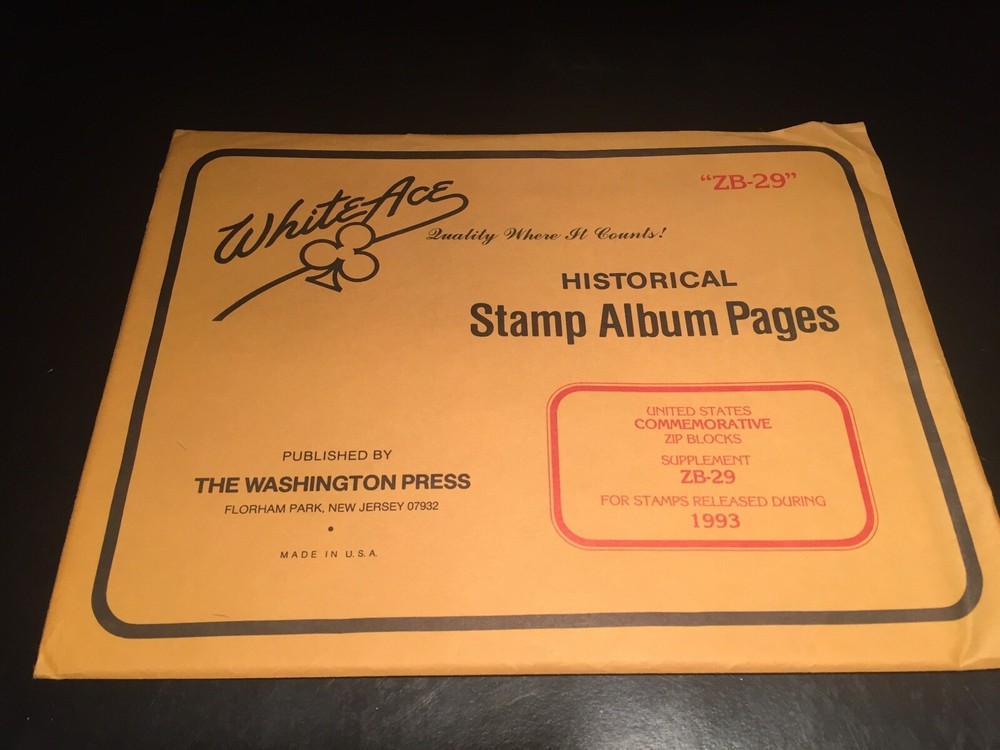 "ZB-29"
White-Ace
Quality Where It Counts!
HISTORICAL
Stamp Album Pages
UNITED STATES
COMMEMORATIVE
ZIP BLOCKS
SUPPLEMENT
ZB-29
FOR STAMPS RELEASED DURING
1993
PUBLISHED BY
THE WASHINGTON PRESS
FLORHAM PARK, NEW JERSEY 07932
•
MADE IN U.S.A.